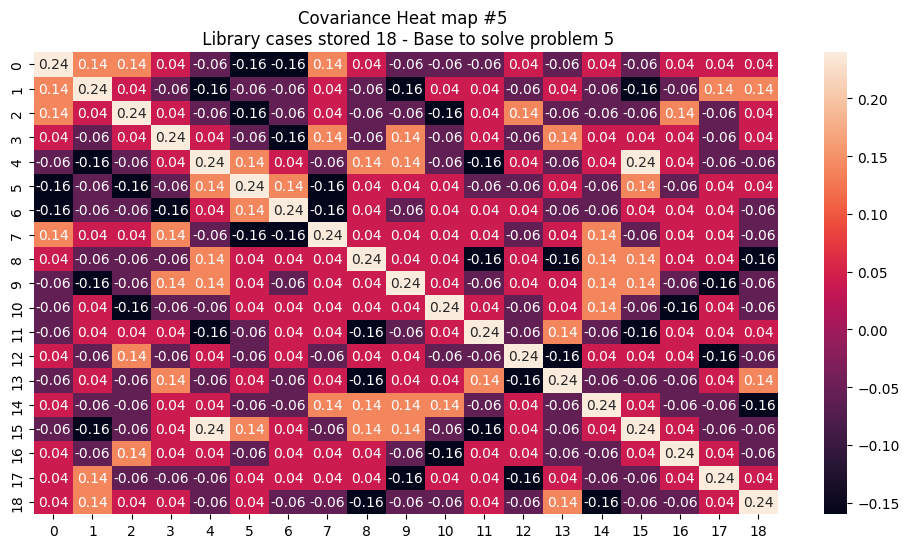 Covariance Heat map #5
Library cases stored 18 - Base to solve problem 5
0 0.24 0.14 0.14 0.04 -0.06 -0.16 -0.16 0.14 0.04 -0.06 -0.06 -0.06 0.04 -0.06 0.04 -0.06 0.04 0.04 0.04
1 0.14 0.24 0.04 -0.06 -0.16 -0.06 -0.06 0.04 -0.06 -0.16 0.04 0.04 -0.06 0.04 -0.06 -0.16 -0.06 0.14 0.14
2 0.14 0.04 0.24 0.04 -0.06 -0.16 -0.06 0.04 -0.06 -0.06 -0.16 0.04 0.14 -0.06 -0.06 -0.06 0.14 -0.06 0.04
3 0.04 -0.06 0.04 0.24 0.04 -0.06 -0.16 0.14 -0.06 0.14 -0.06 0.04 -0.06 0.14 0.04 0.04 0.04 -0.06 0.04
4 -0.06 -0.16 -0.06 0.04 0.24 0.14 0.04 -0.06 0.14 0.14 -0.06 -0.16 0.04 -0.06 0.04 0.24 0.04 -0.06 -0.06
5 -0.16 -0.06 -0.16 -0.06 0.14 0.24 0.14 -0.16 0.04 0.04 0.04 -0.06 -0.06 0.04 -0.06 0.14 -0.06 0.04 0.04
6 -0.16 -0.06 -0.06 -0.16 0.04 0.14 0.24 -0.16 0.04 -0.06 0.04 0.04 0.04 0.04 -0.06 0.04 0.04 0.04 -0.06
7 0.14 0.04 0.04 0.14 -0.06 -0.16 -0.16 0.24 0.04 0.04 0.04 0.04 -0.06 0.04 0.14 -0.06 0.04 0.04 -0.06
8 0.04 -0.06 -0.06 -0.06 0.14 0.04 0.04 0.04 0.24 0.04 0.04 -0.16 0.04 -0.16 0.14 0.14 0.04 0.04 -0.16
9 -0.06 -0.16 -0.06 0.14 0.14 0.04 -0.06 0.04 0.04 0.24 0.04 -0.06 0.04 0.04 0.14 0.14 -0.06 -0.16 -0.06
10 -0.06 0.04 -0.16 -0.06 -0.06 0.04 0.04 0.04 0.04 0.04 0.24 0.04 -0.06 0.04 0.14 -0.06 -0.16 0.04 -0.06
11 -0.06 0.04 0.04 0.04 -0.16 -0.06 0.04 0.04 -0.16 -0.06 0.04 0.24 -0.06 0.14 -0.06 -0.16 0.04 0.04 0.04
12 0.04 -0.06 0.14 -0.06 0.04 -0.06 0.04 -0.06 0.04 0.04 -0.06 -0.06 0.24 -0.16 0.04 0.04 0.04 -0.16 -0.06
13 -0.06 0.04 -0.06 0.14 -0.06 0.04 0.04 0.04 -0.16 0.04 0.04 0.14 -0.16 0.24 -0.06 -0.06 -0.06 0.04 0.14
14 0.04 -0.06 -0.06 0.04 0.04 -0.06 -0.06 0.14 0.14 0.14 0.14 -0.06 0.04 -0.06 0.24 0.04 -0.06 -0.06 -0.16
15 -0.06 -0.16 -0.06 0.04 0.24 0.14 0.04 -0.06 0.14 0.14 -0.06 -0.16 0.04 -0.06 0.04 0.24 0.04 -0.06 -0.06
16 0.04 -0.06 0.14 0.04 0.04 -0.06 0.04 0.04 0.04 -0.06 -0.16 0.04 0.04 -0.06 -0.06 0.04 0.24 0.04 -0.06
17 0.04 0.14 -0.06 -0.06 -0.06 0.04 0.04 0.04 0.04 -0.16 0.04 0.04 -0.16 0.04 -0.06 -0.06 0.04 0.24 0.04
18 0.04 0.14 0.04 0.04 -0.06 0.04 -0.06 -0.06 -0.16 -0.06 -0.06 0.04 -0.06 0.14 -0.16 -0.06 -0.06 0.04 0.24
0 1 2 3 4 5 6 7 8 9 10 11 12 13 14 15 16 17 18
0.20
0.15
0.10
0.05
0.00
−0.05
−0.10
−0.15